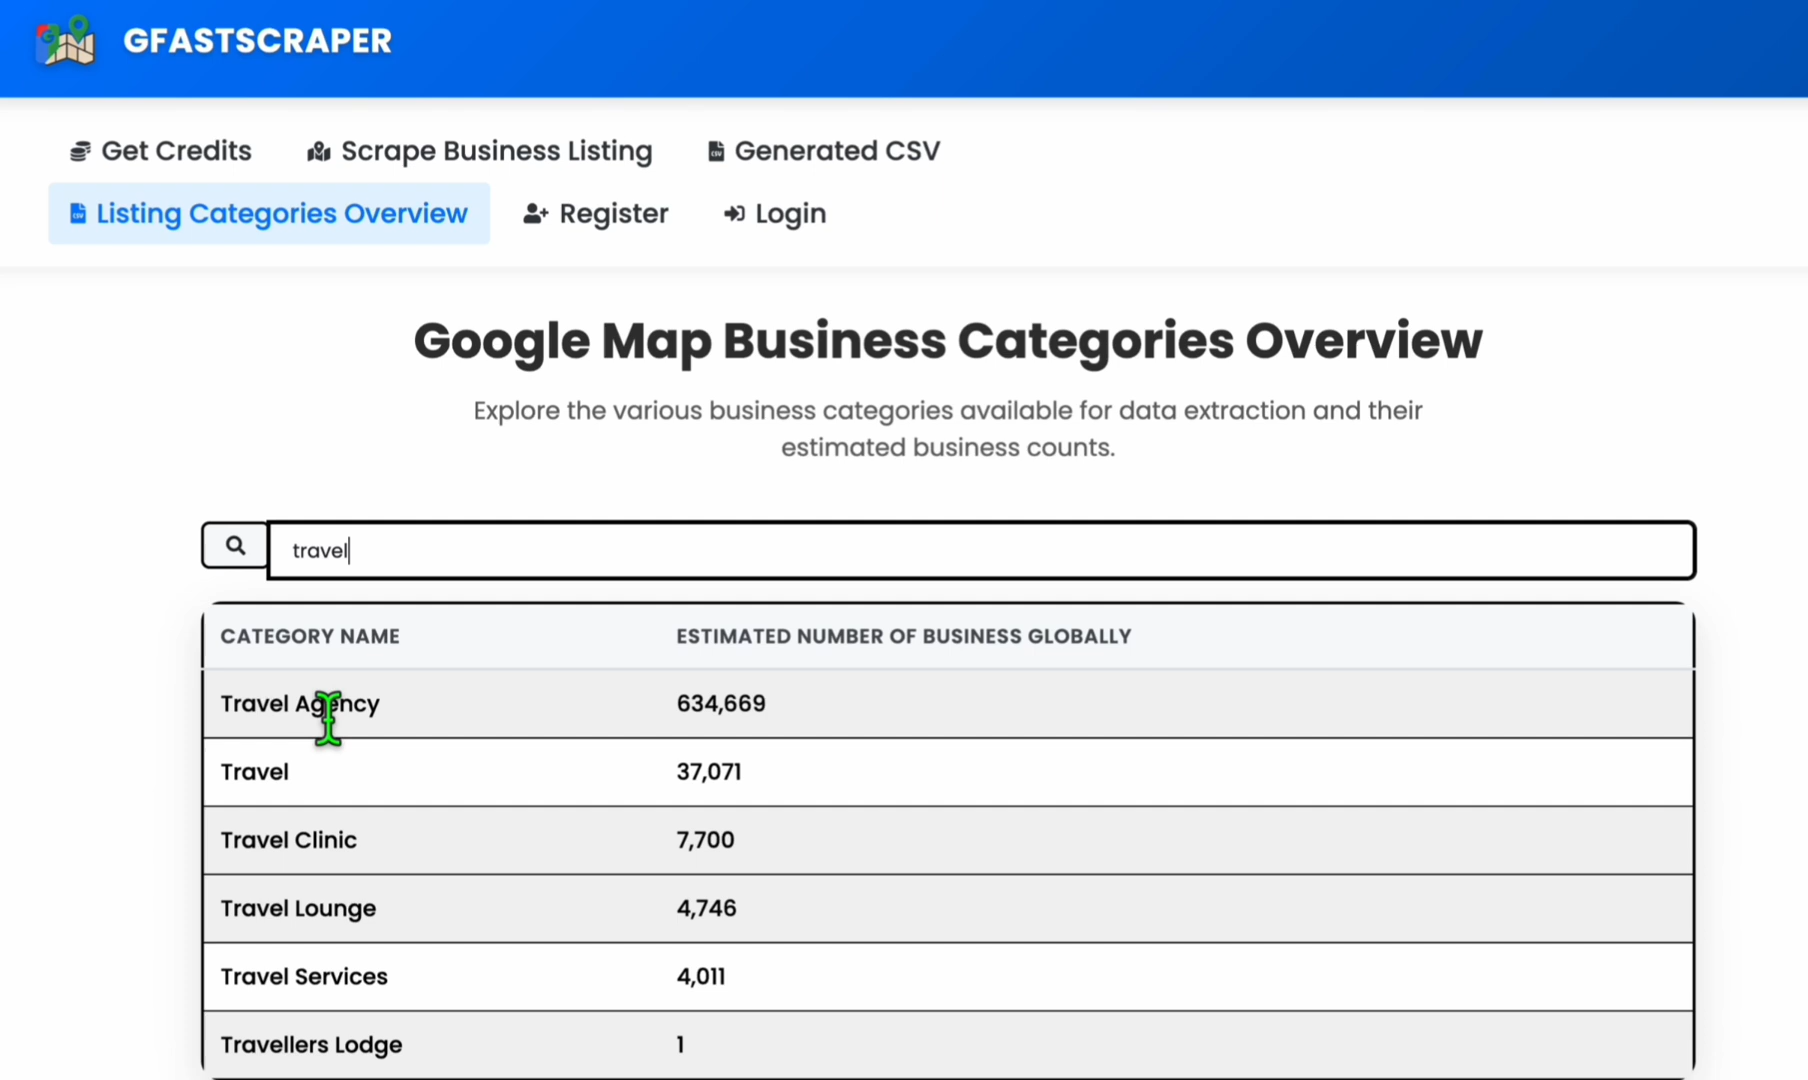 GFASTSCRAPER
Get Credits
Scrape Business Listing
Generated CSV
Listing Categories Overview
Register
Login
Google Map Business Categories Overview
Explore the various business categories available for data extraction and their
estimated business counts.
travel
CATEGORY NAME ESTIMATED NUMBER OF BUSINESS GLOBALLY
Travel Agency 634,669
Travel 37,071
Travel Clinic 7,700
Travel Lounge 4,746
Travel Services 4,011
Travellers Lodge 1